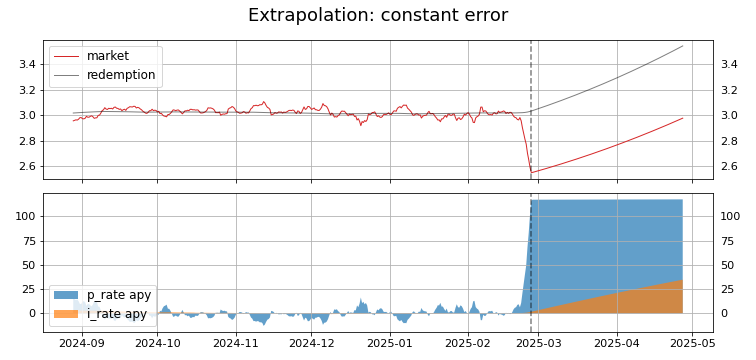 Extrapolation: constant error
market
redemption
3.4 3.4
3.2 3.2
3.0 3.0
2.8 2.8
2.6 2.6
100 100
75 75
50 50
25 25
0 0
p_rate apy
i_rate apy
2024-09 2024-10 2024-11 2024-12 2025-01 2025-02 2025-03 2025-04 2025-05